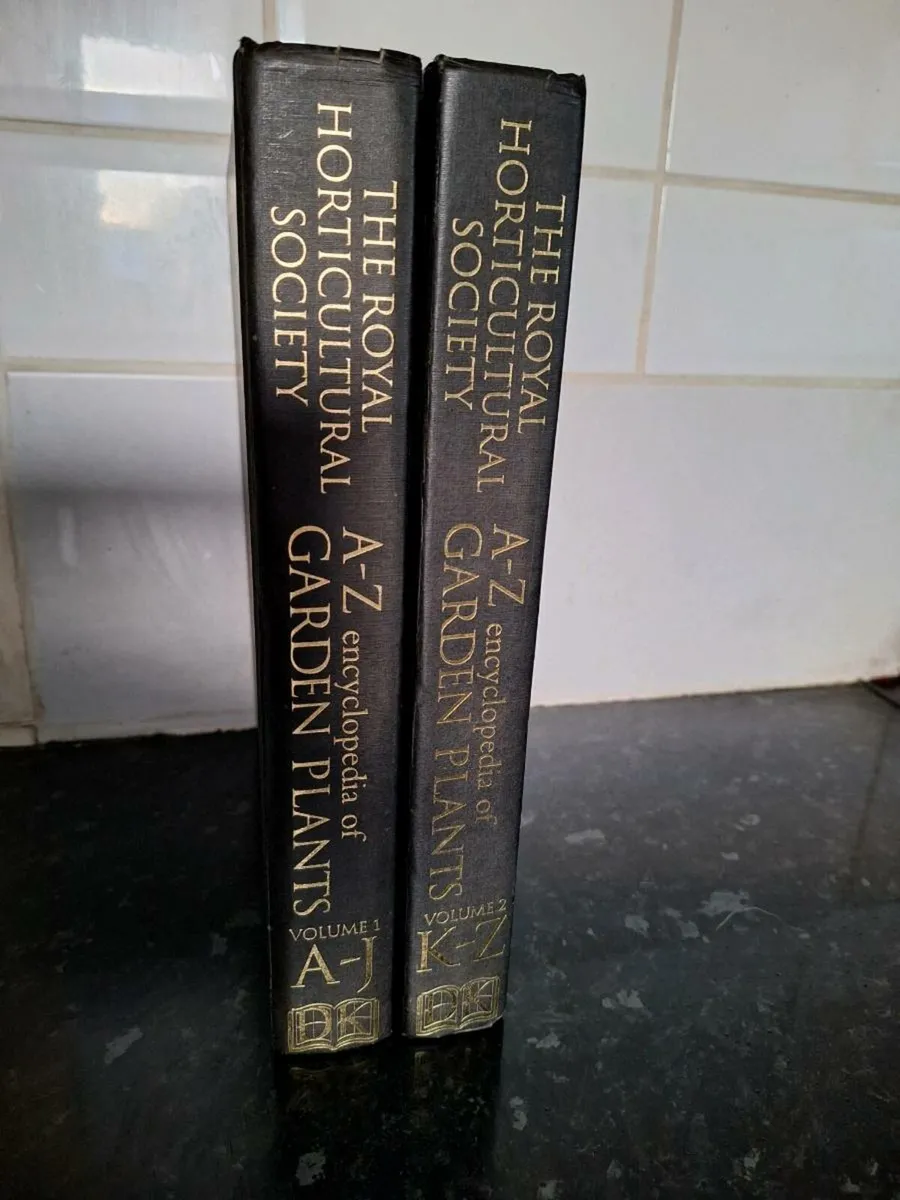 THE ROYAL
HORTICULTURAL
SOCIETY
A-Z encyclopedia of
GARDEN PLANTS
VOLUME 1
A-J
DK
THE ROYAL
HORTICULTURAL
SOCIETY
A-Z encyclopedia of
GARDEN PLANTS
VOLUME 2
K-Z
DK